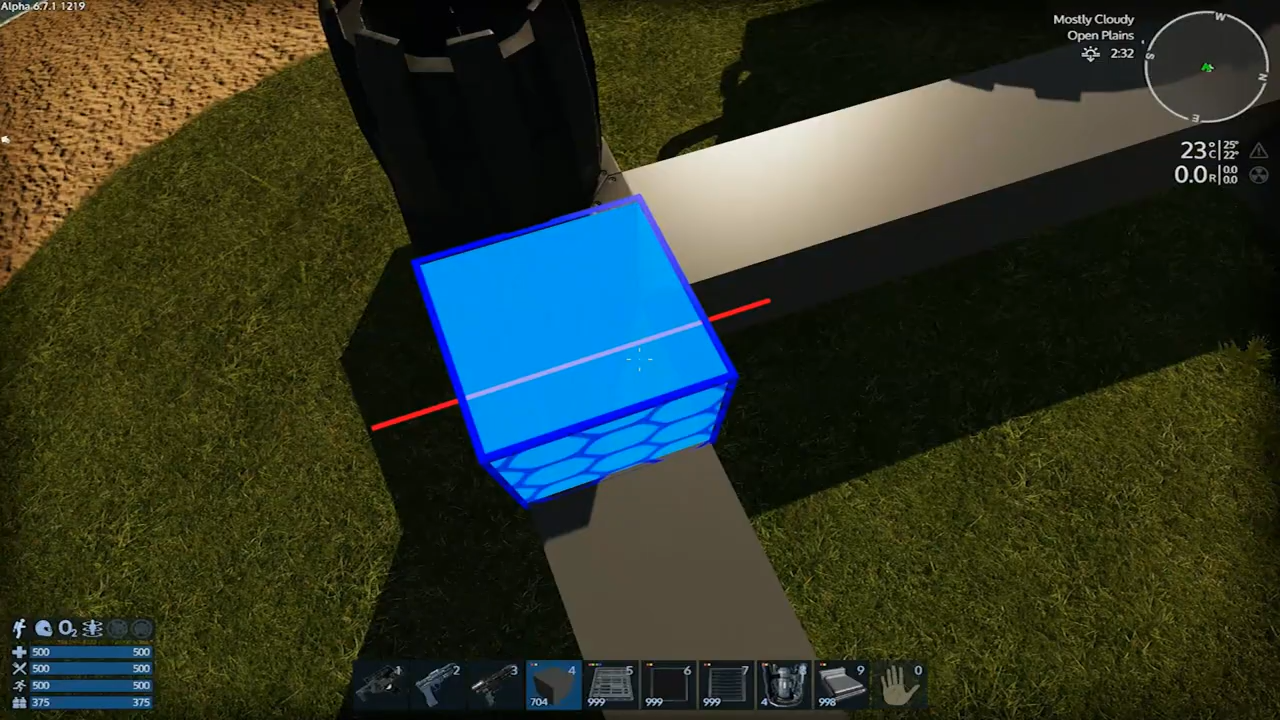 Alpha 6.7.1 1219
Mostly Cloudy
Open Plains
2:32
W
S
N
E
23°C 25° 22°
0.0R 0.0 0.0
O2
500 500
500 500
500 500
375 375
1 2 3 4 5 6 7 8 9 0
704 999 999 999 4 998